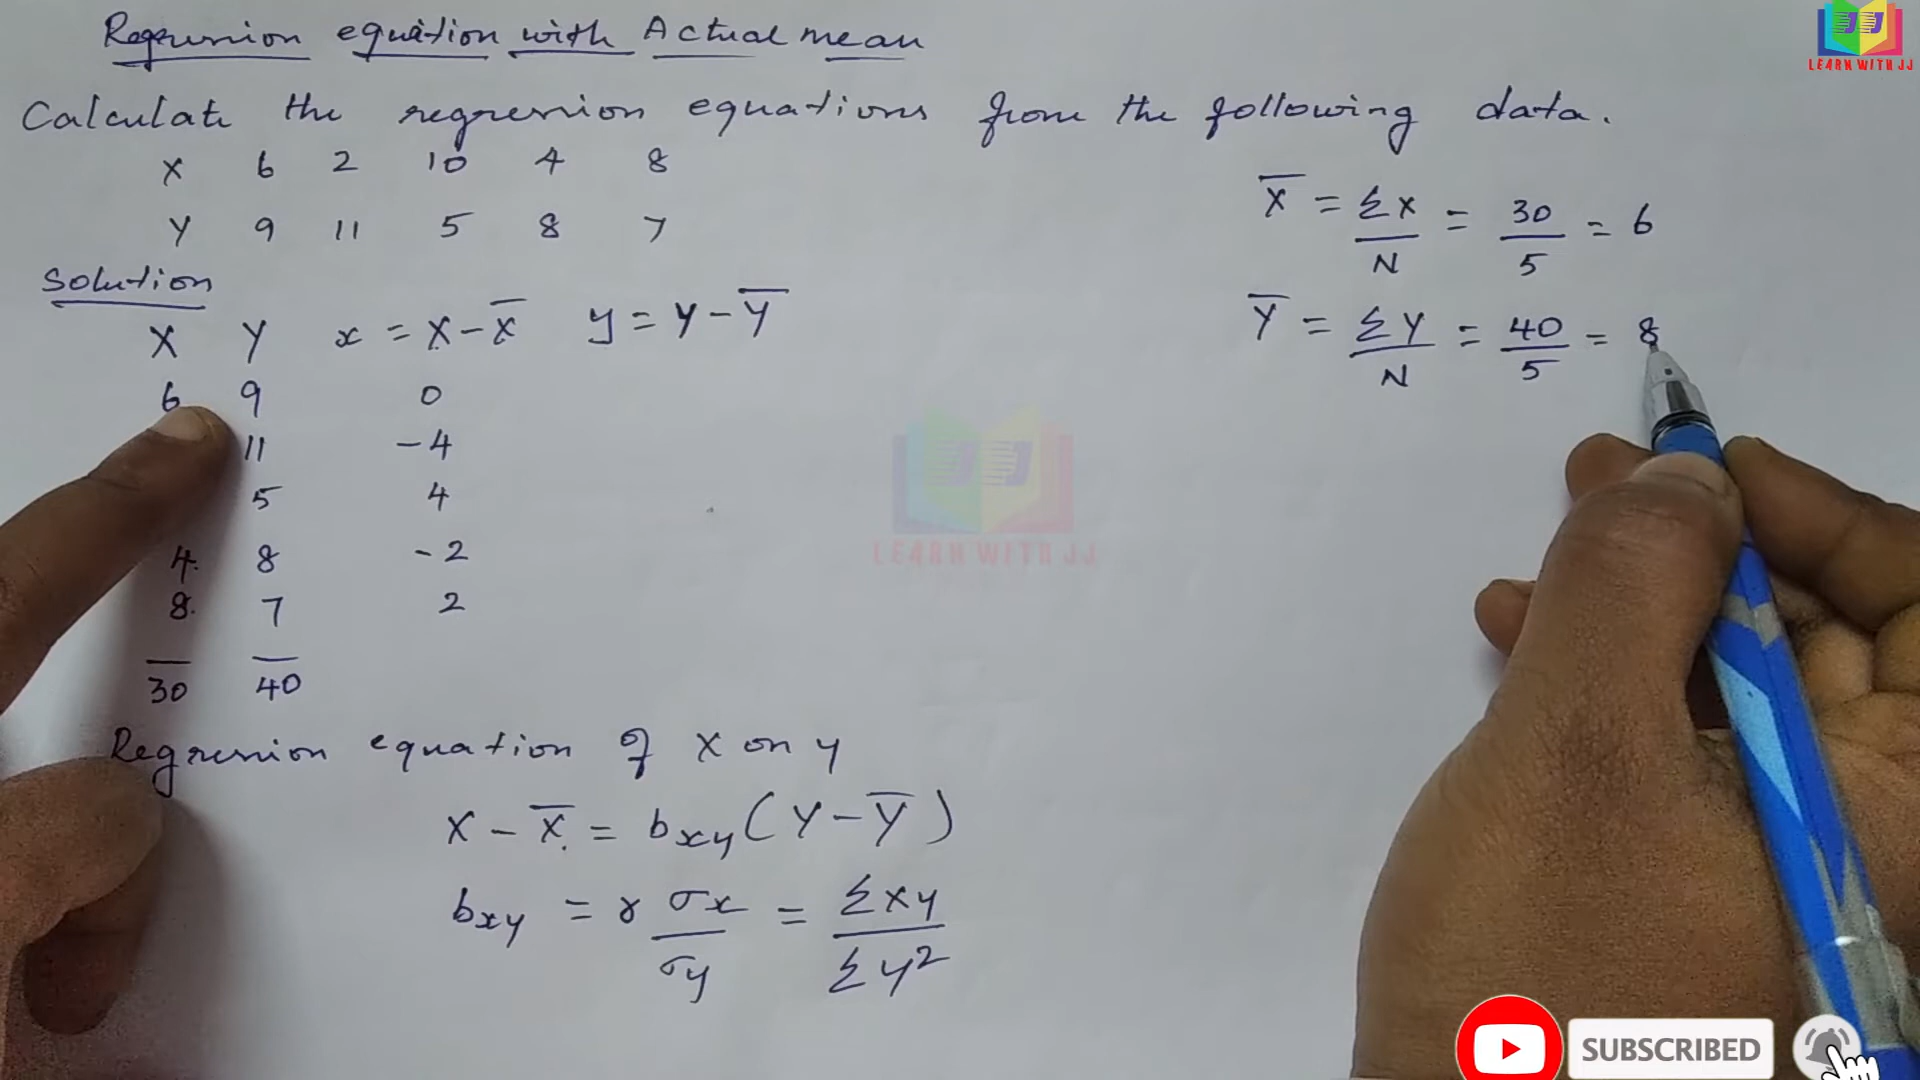 Regression equation with Actual mean
LEARN WITH JJ
Calculate the regression equations from the following data.
X 6 2 10 4 8
Y 9 11 5 8 7
X̅ = ΣX/N = 30/5 = 6
Y̅ = ΣY/N = 40/5 = 8
Solution
X Y x = X - X̅ y = Y - Y̅
6 9 0
11 -4
5 4
4. 8 -2
8. 7 2
30 40
LEARN WITH JJ
Regression equation of X on y
X - X̅ = bxy (Y - Y̅)
bxy = r σx/σy = Σxy/Σy²
SUBSCRIBED